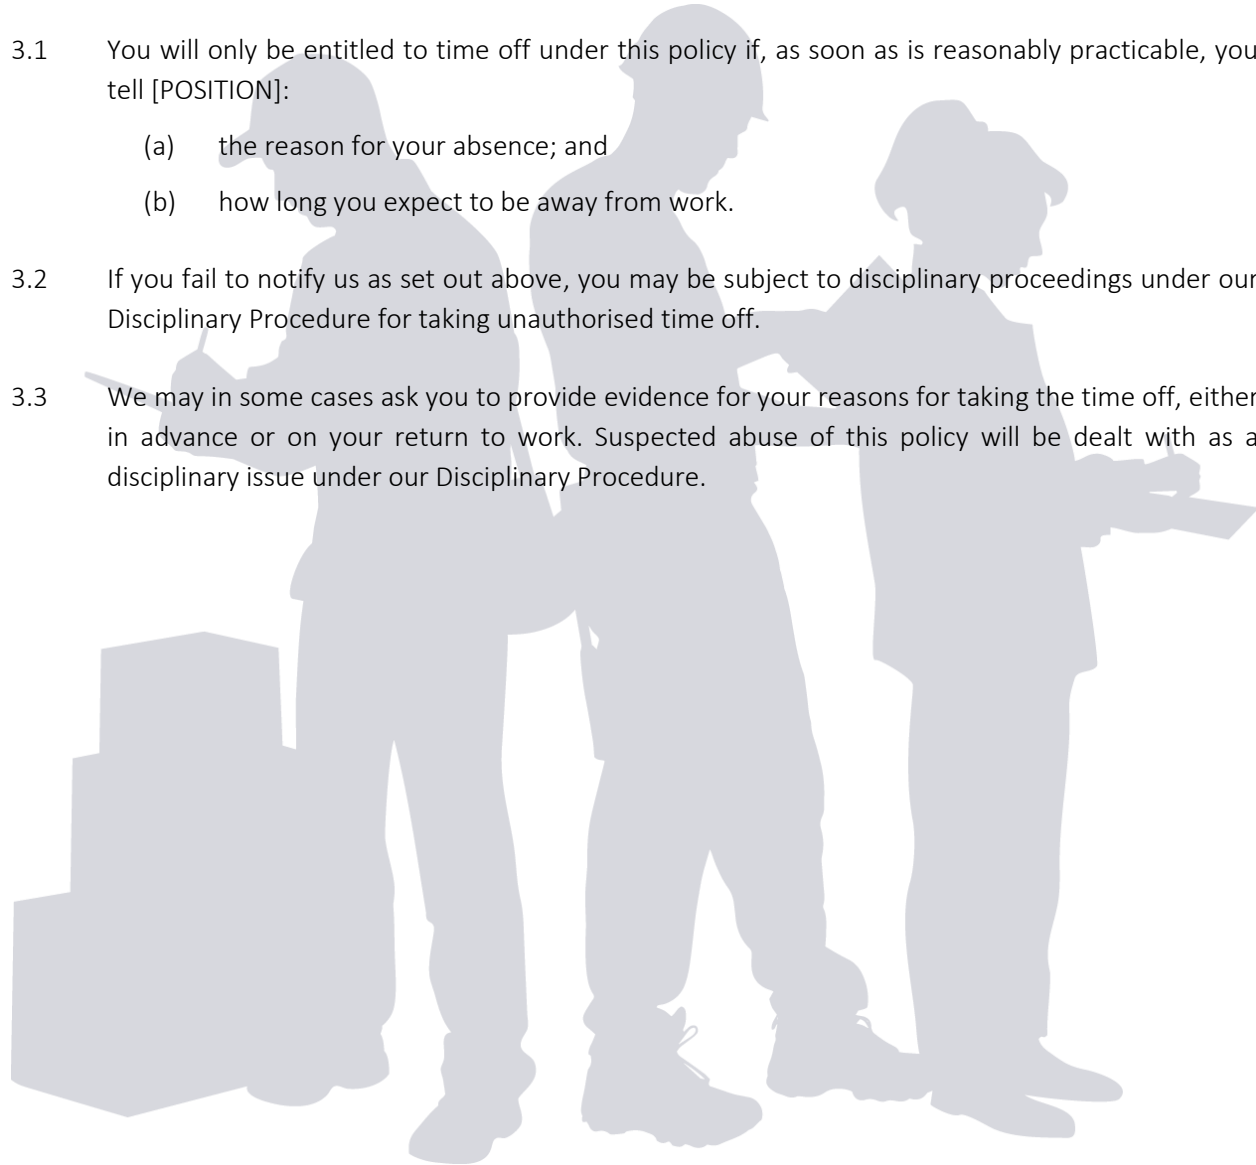 3.1 You will only be entitled to time off under this policy if, as soon as is reasonably practicable, you
tell [POSITION]:
(a) the reason for your absence; and
(b) how long you expect to be away from work.
3.2 If you fail to notify us as set out above, you may be subject to disciplinary proceedings under our
Disciplinary Procedure for taking unauthorised time off.
3.3 We may in some cases ask you to provide evidence for your reasons for taking the time off, either
in advance or on your return to work. Suspected abuse of this policy will be dealt with as a
disciplinary issue under our Disciplinary Procedure.